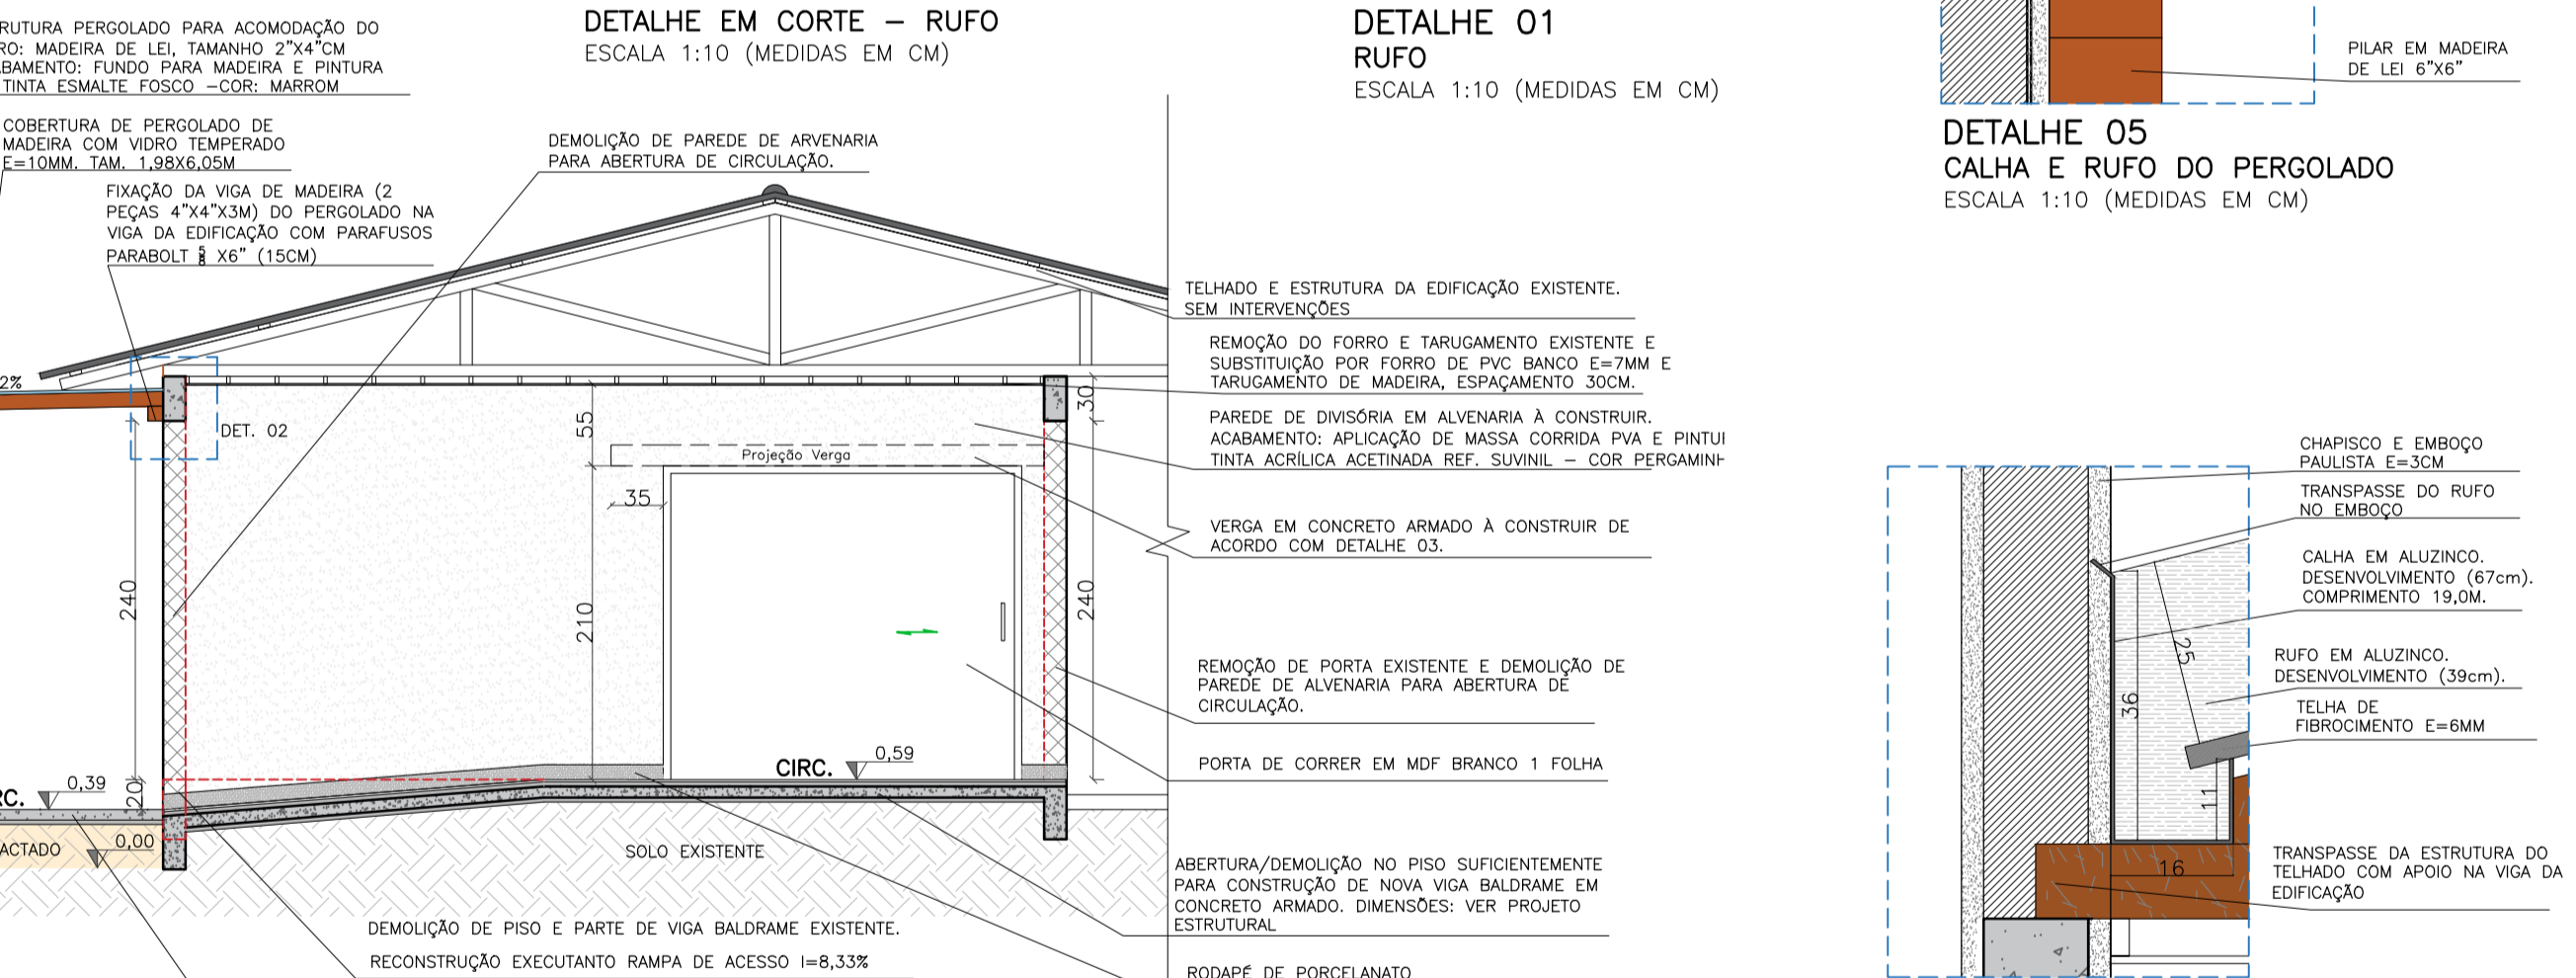 RUTURA PERGOLADO PARA ACOMODAÇÃO DO
RO: MADEIRA DE LEI, TAMANHO 2"X4"CM
BAMENTO: FUNDO PARA MADEIRA E PINTURA
TINTA ESMALTE FOSCO -COR: MARROM
COBERTURA DE PERGOLADO DE
MADEIRA COM VIDRO TEMPERADO
E=10MM. TAM. 1,98X6,05M
FIXAÇÃO DA VIGA DE MADEIRA (2
PEÇAS 4"X4"X3M) DO PERGOLADO NA
VIGA DA EDIFICAÇÃO COM PARAFUSOS
PARABOLT 5/8 X6" (15CM)
DETALHE EM CORTE - RUFO
ESCALA 1:10 (MEDIDAS EM CM)
DEMOLIÇÃO DE PAREDE DE ARVENARIA
PARA ABERTURA DE CIRCULAÇÃO.
DETALHE 01
RUFO
ESCALA 1:10 (MEDIDAS EM CM)
PILAR EM MADEIRA
DE LEI 6"X6"
DETALHE 05
CALHA E RUFO DO PERGOLADO
ESCALA 1:10 (MEDIDAS EM CM)
TELHADO E ESTRUTURA DA EDIFICAÇÃO EXISTENTE.
SEM INTERVENÇÕES
REMOÇÃO DO FORRO E TARUGAMENTO EXISTENTE E
SUBSTITUIÇÃO POR FORRO DE PVC BANCO E=7MM E
TARUGAMENTO DE MADEIRA, ESPAÇAMENTO 30CM.
PAREDE DE DIVISÓRIA EM ALVENARIA À CONSTRUIR.
ACABAMENTO: APLICAÇÃO DE MASSA CORRIDA PVA E PINTU
TINTA ACRÍLICA ACETINADA REF. SUVINIL - COR PERGAMIN
VERGA EM CONCRETO ARMADO À CONSTRUIR DE
ACORDO COM DETALHE 03.
REMOÇÃO DE PORTA EXISTENTE E DEMOLIÇÃO DE
PAREDE DE ALVENARIA PARA ABERTURA DE
CIRCULAÇÃO.
PORTA DE CORRER EM MDF BRANCO 1 FOLHA
ABERTURA/DEMOLIÇÃO NO PISO SUFICIENTEMENTE
PARA CONSTRUÇÃO DE NOVA VIGA BALDRAME EM
CONCRETO ARMADO. DIMENSÕES: VER PROJETO
ESTRUTURAL
RODAPÉ DE PORCELANATO
2%
DET. 02
55
30
Projeção Verga
35
240
210
240
CIRC.
0,59
RC.
0,39
20
ACTADO
0,00
SOLO EXISTENTE
DEMOLIÇÃO DE PISO E PARTE DE VIGA BALDRAME EXISTENTE.
RECONSTRUÇÃO EXECUTANTO RAMPA DE ACESSO I=8,33%
CHAPISCO E EMBOÇO
PAULISTA E=3CM
TRANSPASSE DO RUFO
NO EMBOÇO
CALHA EM ALUZINCO.
DESENVOLVIMENTO (67cm).
COMPRIMENTO 19,0M.
RUFO EM ALUZINCO.
DESENVOLVIMENTO (39cm).
TELHA DE
FIBROCIMENTO E=6MM
TRANSPASSE DA ESTRUTURA DO
TELHADO COM APOIO NA VIGA DA
EDIFICAÇÃO
25
36
11
16